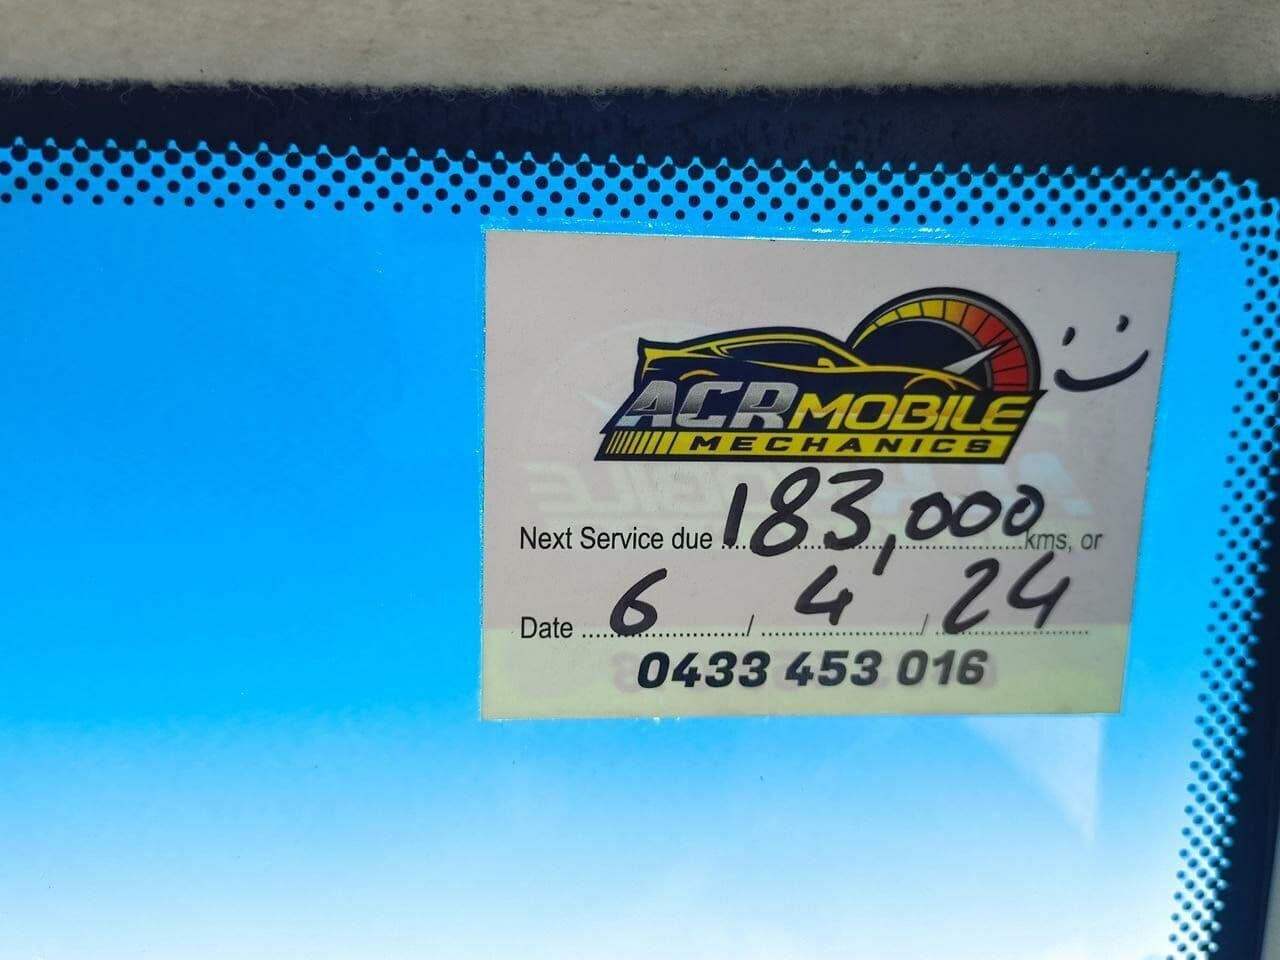 ACR MOBILE
MECHANICS
Next Service due 183,000 kms, or
Date 6 / 4 / 24
0433 453 016